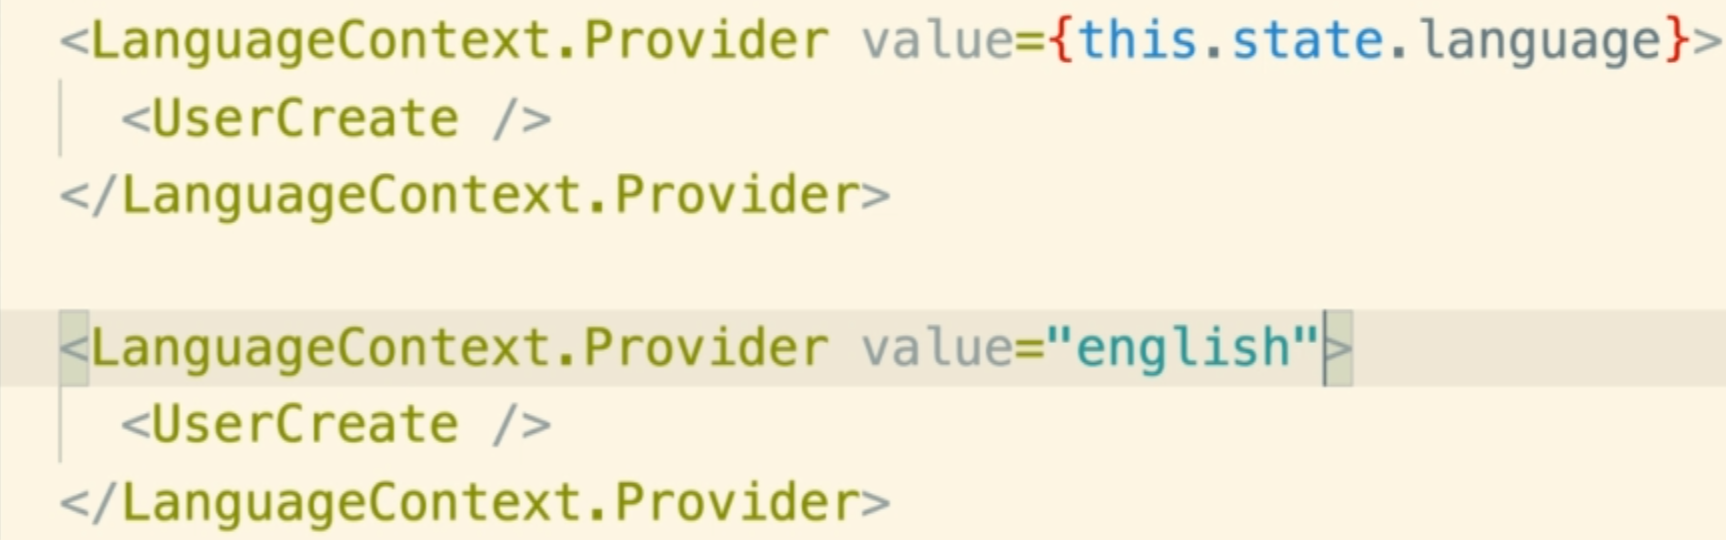 <LanguageContext.Provider value={this.state.language}>
<UserCreate />
</LanguageContext.Provider>
<LanguageContext.Provider value="english">
<UserCreate />
</LanguageContext.Provider>